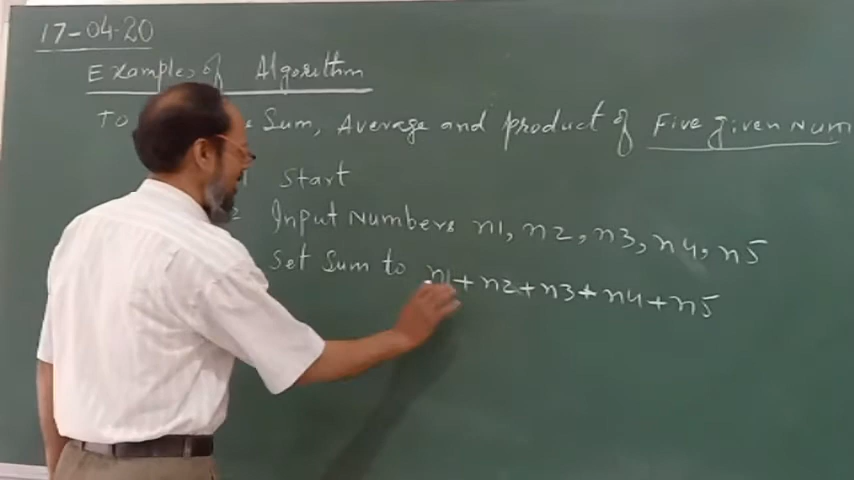 17-04-20
Examples of Algorithm
To Sum, Average and product of Five given Num
Start
2 Input Numbers n1, n2, n3, n4, n5
Set Sum to n1+n2+n3+n4+n5